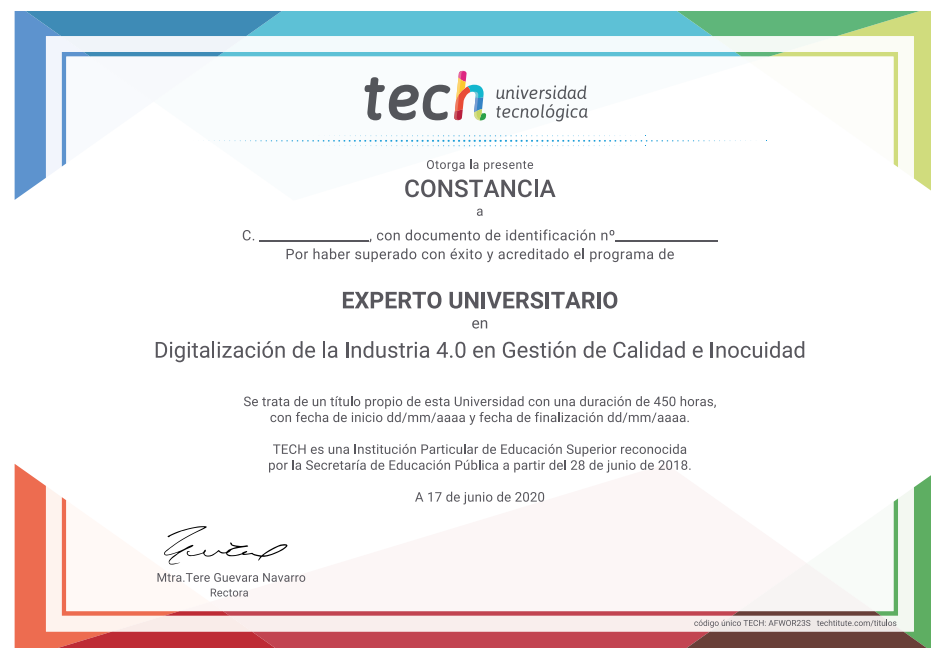 tech universidad
tecnológica
Otorga la presente
CONSTANCIA
a
C. ______________, con documento de identificación nº_____________
Por haber superado con éxito y acreditado el programa de
EXPERTO UNIVERSITARIO
en
Digitalización de la Industria 4.0 en Gestión de Calidad e Inocuidad
Se trata de un título propio de esta Universidad con una duración de 450 horas,
con fecha de inicio dd/mm/aaaa y fecha de finalización dd/mm/aaaa.
TECH es una Institución Particular de Educación Superior reconocida
por la Secretaría de Educación Pública a partir del 28 de junio de 2018.
A 17 de junio de 2020
Mtra.Tere Guevara Navarro
Rectora
código único TECH: AFWOR23S techtitute.com/titulos